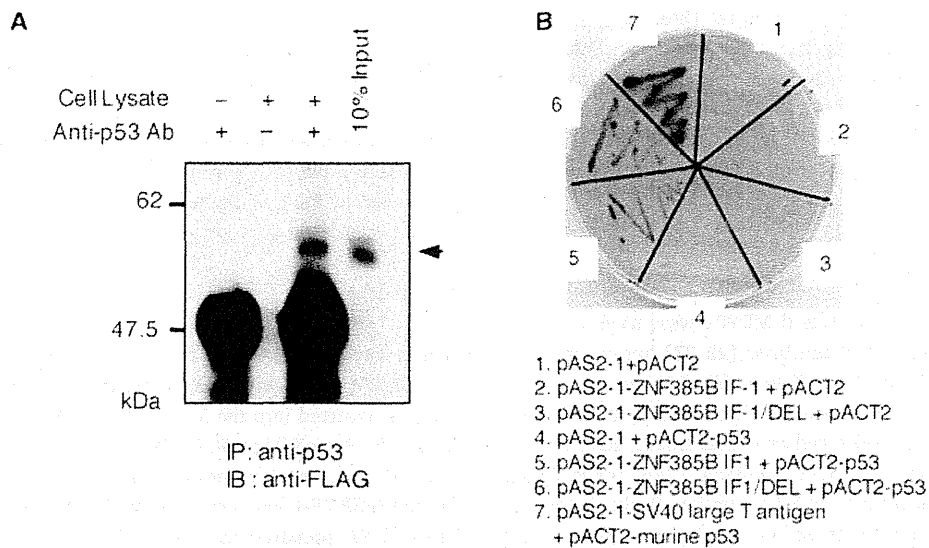 A
Cell Lysate – + +
Anti-p53 Ab + – +
10% Input
62
47.5
kDa
IP: anti-p53
IB : anti-FLAG
B
7
1
6
2
5
3
4
1. pAS2-1+pACT2
2. pAS2-1-ZNF385B IF-1 + pACT2
3. pAS2-1-ZNF385B IF-1/DEL + pACT2
4. pAS2-1 + pACT2-p53
5. pAS2-1-ZNF385B IF1 + pACT2-p53
6. pAS2-1-ZNF385B IF1/DEL + pACT2-p53
7. pAS2-1-SV40 large T antigen
+ pACT2-murine p53